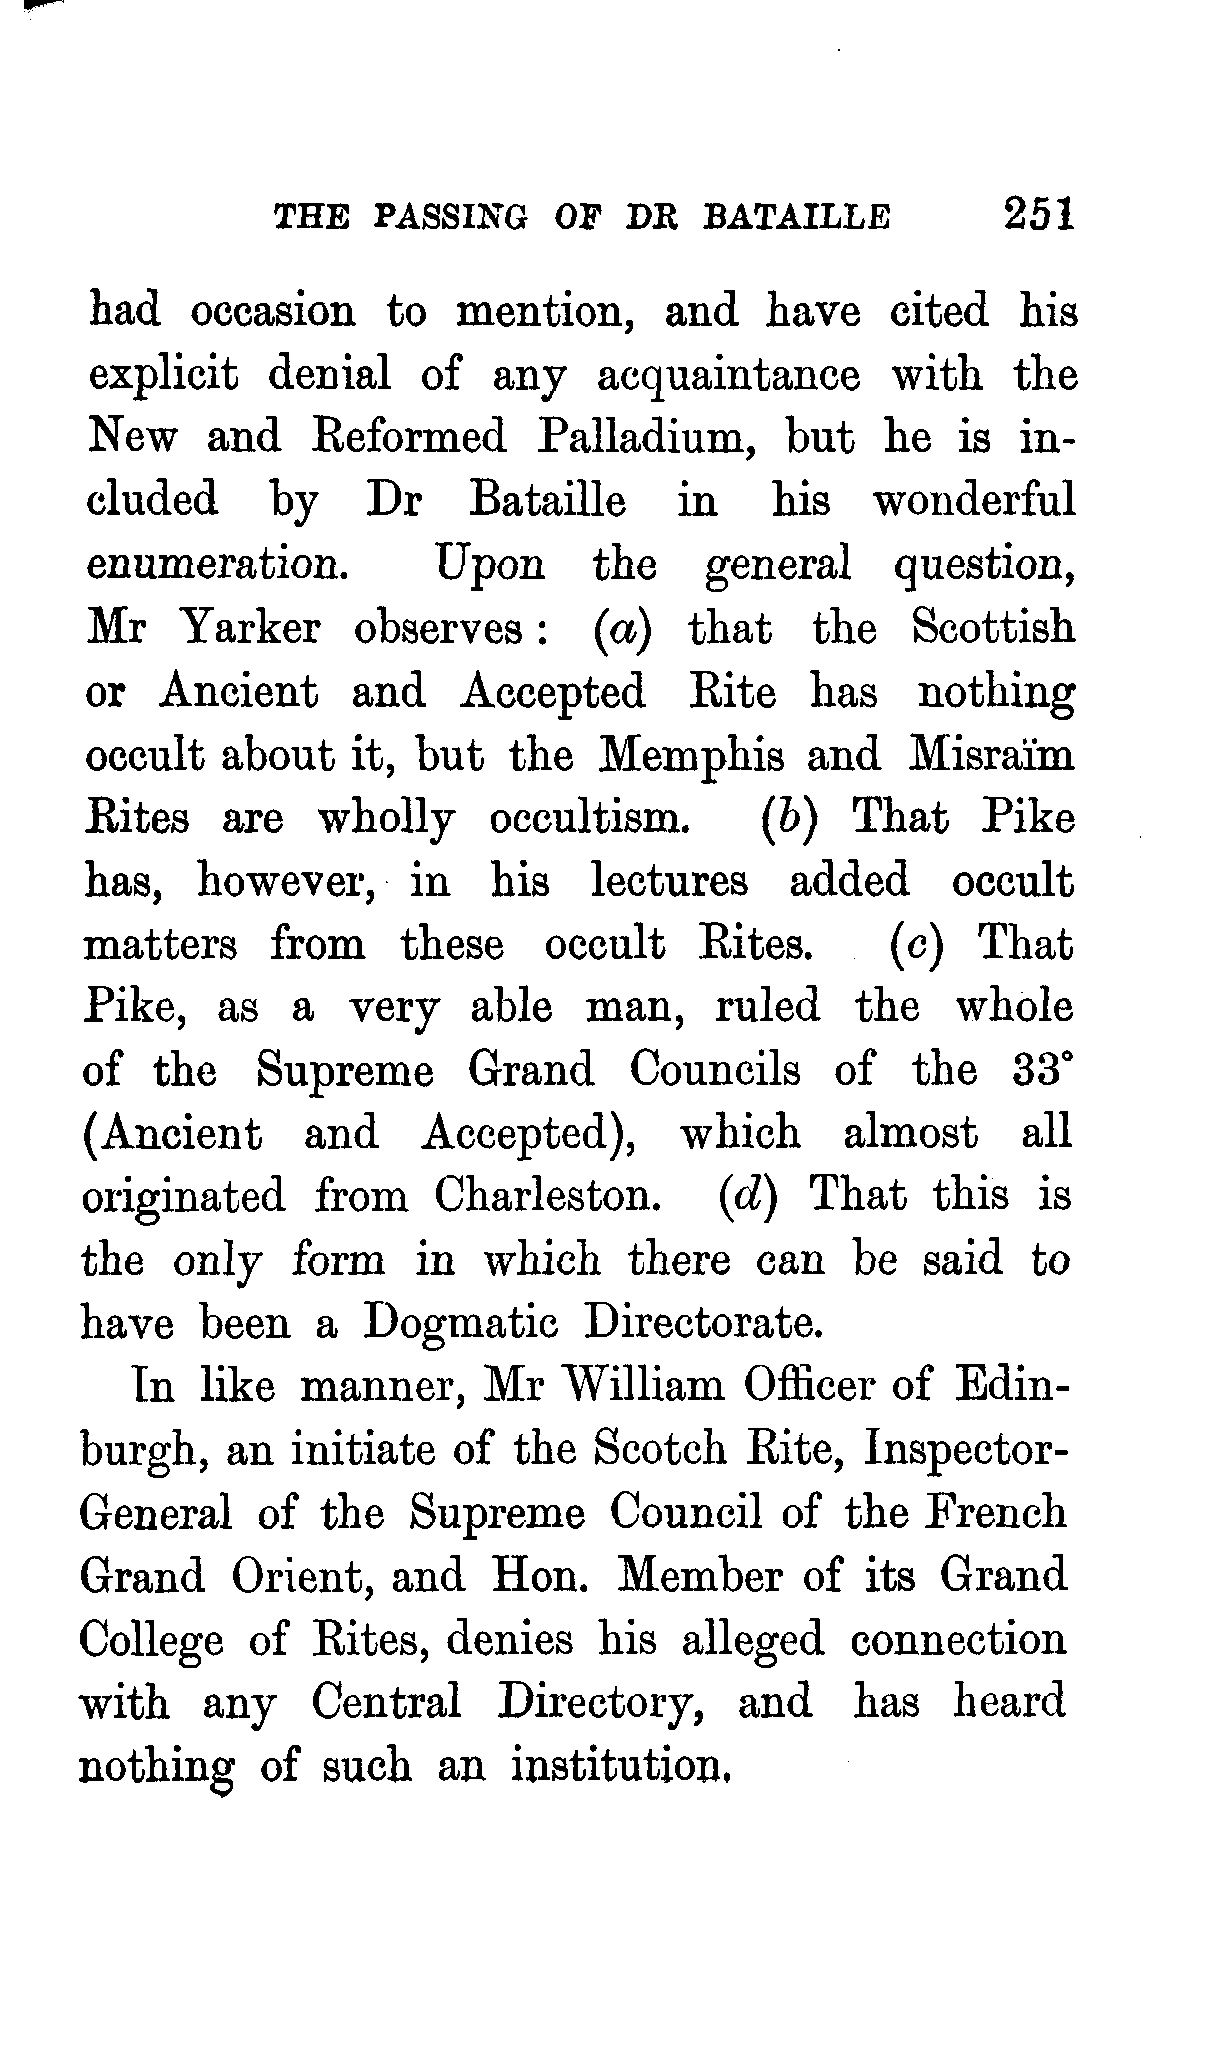 THE PASSING OF DR BATAILLE 251
had occasion to mention, and have cited his
explicit denial of any acquaintance with the
New and Reformed Palladium, but he is in-
cluded by Dr Bataille in his wonderful
enumeration. Upon the general question,
Mr Yarker observes : (a) that the Scottish
or Ancient and Accepted Rite has nothing
occult about it, but the Memphis and Misraïm
Rites are wholly occultism. (b) That Pike
has, however, in his lectures added occult
matters from these occult Rites. (c) That
Pike, as a very able man, ruled the whole
of the Supreme Grand Councils of the 33°
(Ancient and Accepted), which almost all
originated from Charleston. (d) That this is
the only form in which there can be said to
have been a Dogmatic Directorate.
In like manner, Mr William Officer of Edin-
burgh, an initiate of the Scotch Rite, Inspector-
General of the Supreme Council of the French
Grand Orient, and Hon. Member of its Grand
College of Rites, denies his alleged connection
with any Central Directory, and has heard
nothing of such an institution.